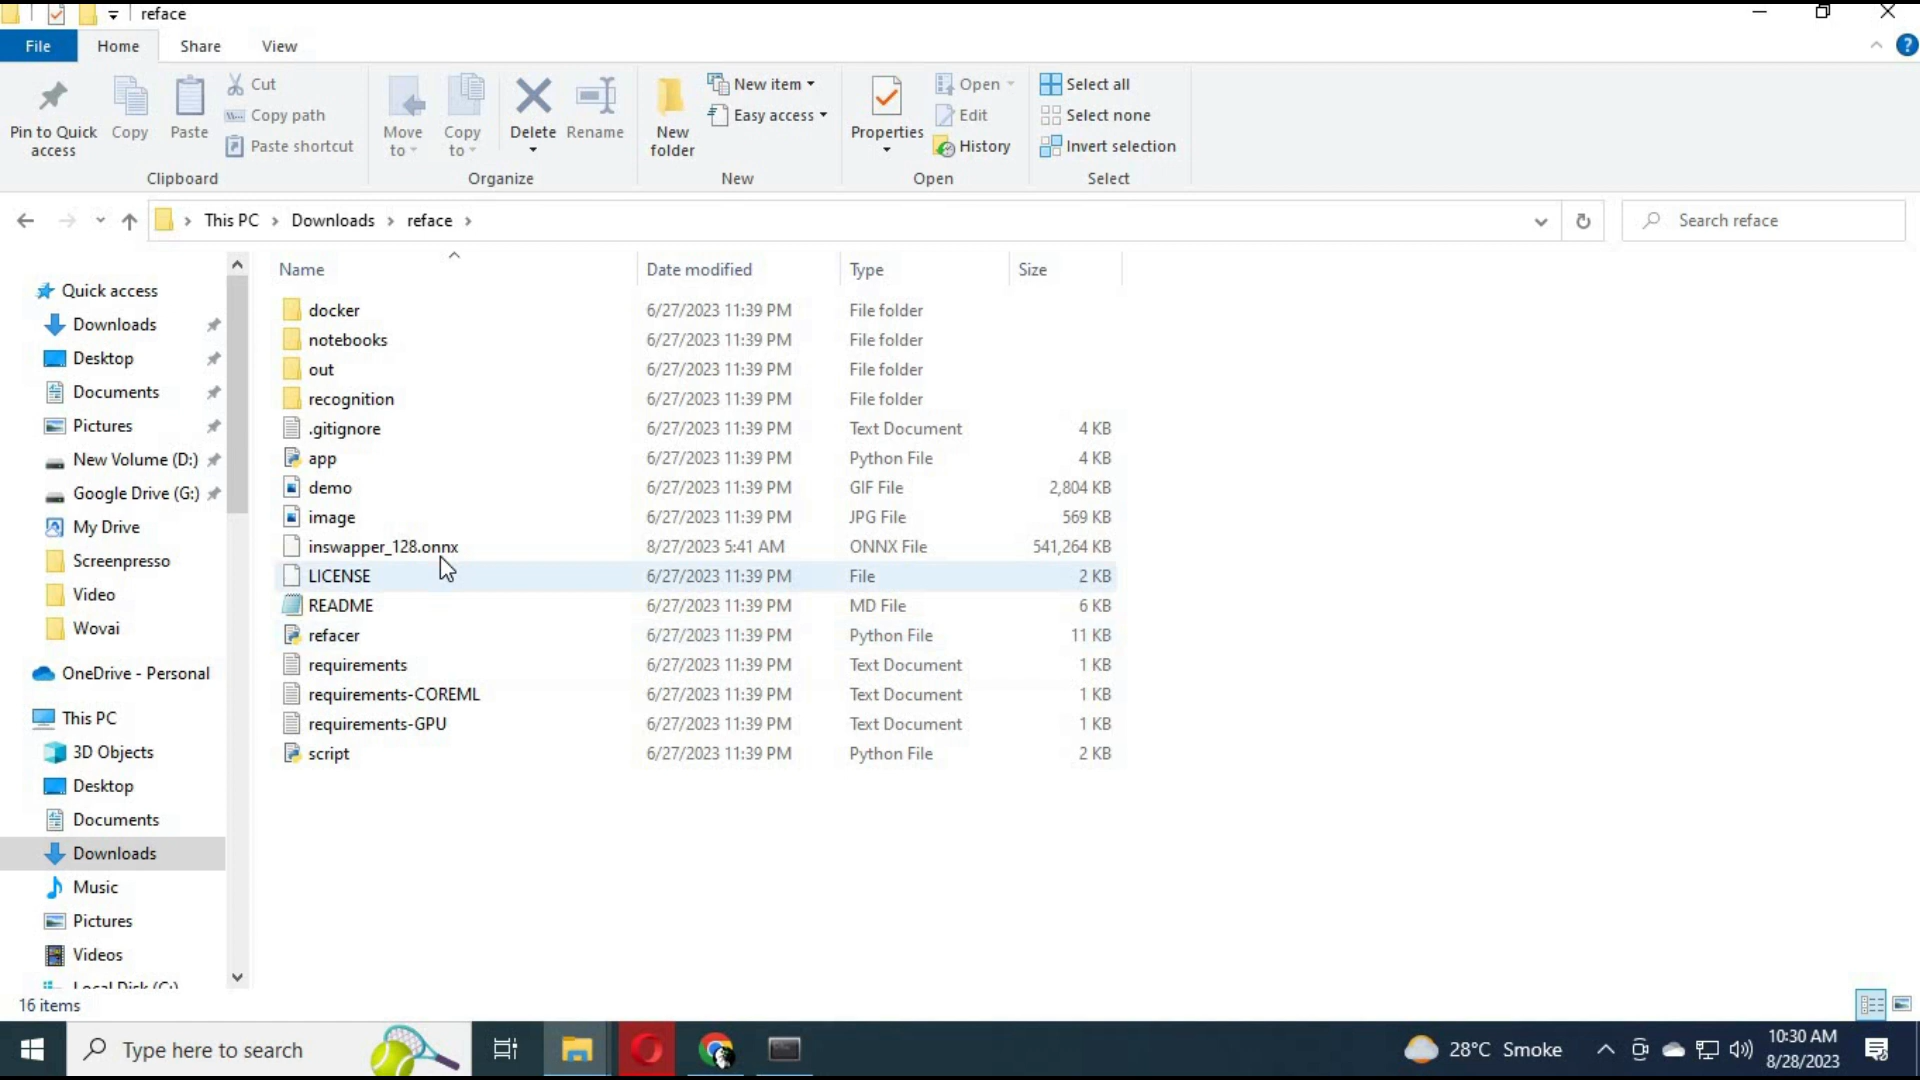 reface
File Home Share View
Pin to Quick access
Copy
Paste
Cut
Copy path
Paste shortcut
Clipboard
Move to
Copy to
Delete
Rename
Organize
New folder
New item
Easy access
New
Properties
Open
Edit
History
Open
Select all
Select none
Invert selection
Select
This PC > Downloads > reface >
Search reface
Name Date modified Type Size
docker 6/27/2023 11:39 PM File folder
notebooks 6/27/2023 11:39 PM File folder
out 6/27/2023 11:39 PM File folder
recognition 6/27/2023 11:39 PM File folder
.gitignore 6/27/2023 11:39 PM Text Document 4 KB
app 6/27/2023 11:39 PM Python File 4 KB
demo 6/27/2023 11:39 PM GIF File 2,804 KB
image 6/27/2023 11:39 PM JPG File 569 KB
inswapper_128.onnx 8/27/2023 5:41 AM ONNX File 541,264 KB
LICENSE 6/27/2023 11:39 PM File 2 KB
README 6/27/2023 11:39 PM MD File 6 KB
refacer 6/27/2023 11:39 PM Python File 11 KB
requirements 6/27/2023 11:39 PM Text Document 1 KB
requirements-COREML 6/27/2023 11:39 PM Text Document 1 KB
requirements-GPU 6/27/2023 11:39 PM Text Document 1 KB
script 6/27/2023 11:39 PM Python File 2 KB
Quick access
Downloads
Desktop
Documents
Pictures
New Volume (D:)
Google Drive (G:)
My Drive
Screenpresso
Video
Wovai
OneDrive - Personal
This PC
3D Objects
Desktop
Documents
Downloads
Music
Pictures
Videos
Local Disk (C:)
16 items
Type here to search
28°C Smoke
10:30 AM
8/28/2023